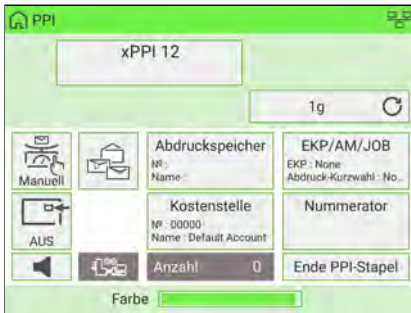 PPI
xPPI 12
1g
Manuell
Abdruckspeicher
Nº :
Name :
EKP/AM/JOB
EKP : None
Abdruck-Kurzwahl : No...
AUS
Kostenstelle
Nº : 00000
Name : Default Account
Nummerator
Anzahl 0
Ende PPI-Stapel
Farbe